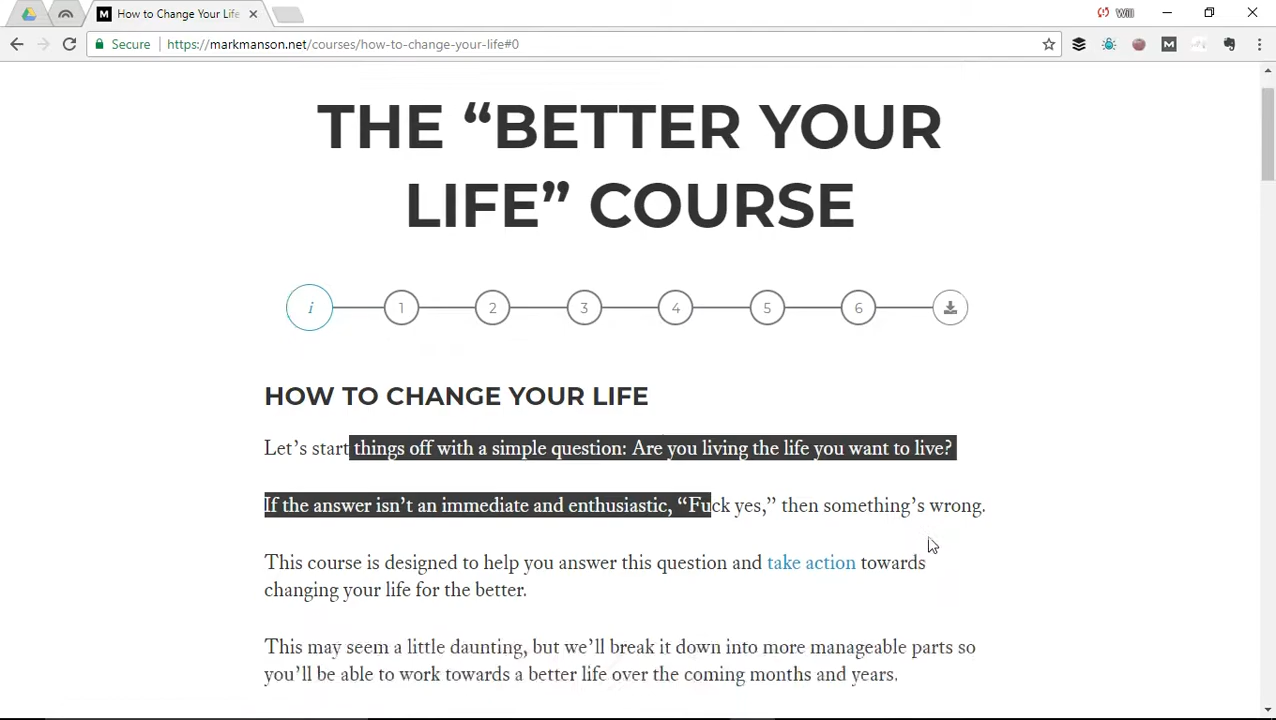 How to Change Your Life
Will
Secure
https://markmanson.net/courses/how-to-change-your-life#0
M
THE “BETTER YOUR
LIFE” COURSE
i 1 2 3 4 5 6
HOW TO CHANGE YOUR LIFE
Let’s start things off with a simple question: Are you living the life you want to live?
If the answer isn’t an immediate and enthusiastic, “Fuck yes,” then something’s wrong.
This course is designed to help you answer this question and take action towards
changing your life for the better.
This may seem a little daunting, but we’ll break it down into more manageable parts so
you’ll be able to work towards a better life over the coming months and years.